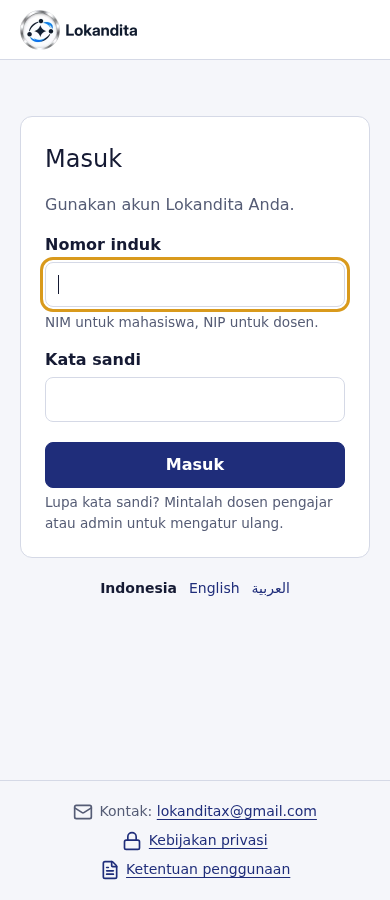 Lokandita
Masuk
Gunakan akun Lokandita Anda.
Nomor induk
NIM untuk mahasiswa, NIP untuk dosen.
Kata sandi
Masuk
Lupa kata sandi? Mintalah dosen pengajar
atau admin untuk mengatur ulang.
Indonesia English العربية
Kontak: lokanditax@gmail.com
Kebijakan privasi
Ketentuan penggunaan